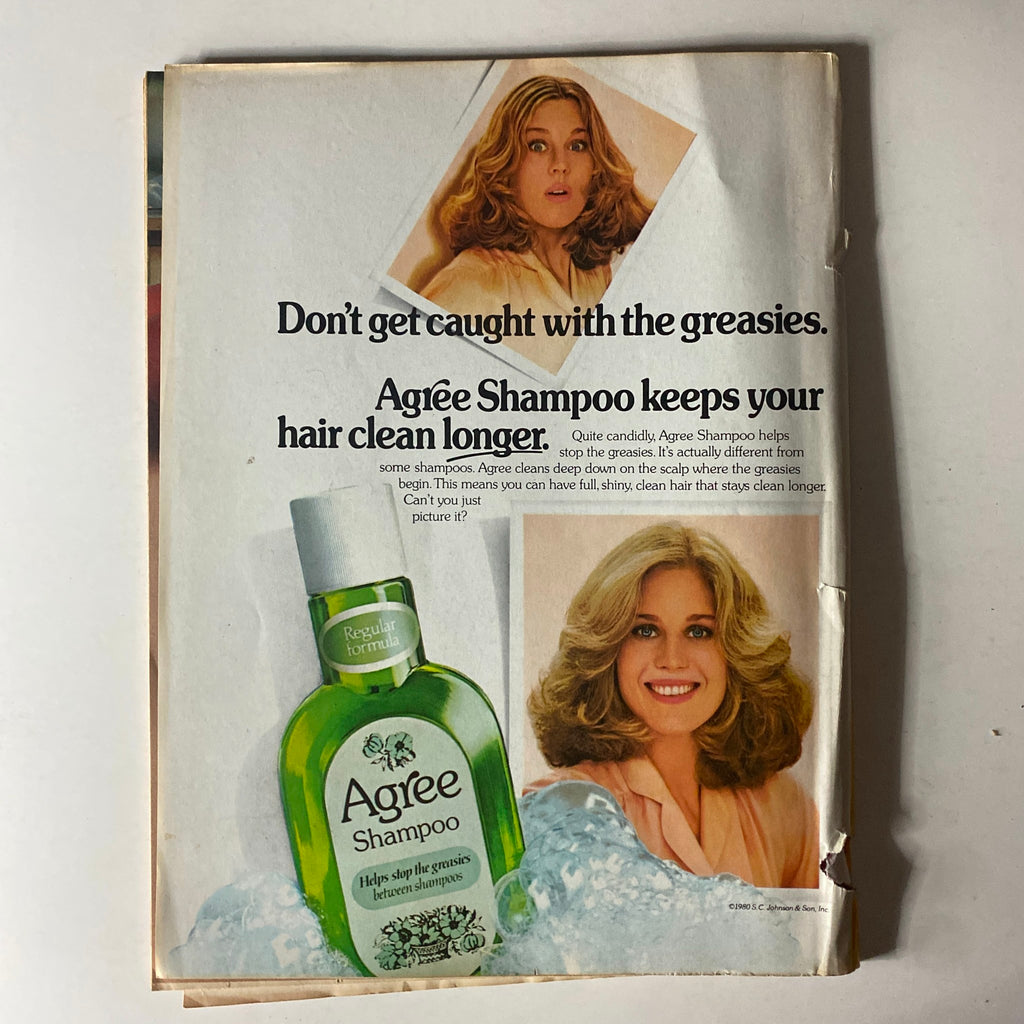 Don't get caught with the greasies.
Agree Shampoo keeps your
hair clean longer.
Quite candidly, Agree Shampoo helps
stop the greasies. It's actually different from
some shampoos. Agree cleans deep down on the scalp where the greasies
begin. This means you can have full, shiny, clean hair that stays clean longer.
Can't you just
picture it?
Regular
formula
Agree
Shampoo
Helps stop the greasies
between shampoos
©1980 S.C. Johnson & Son, Inc.